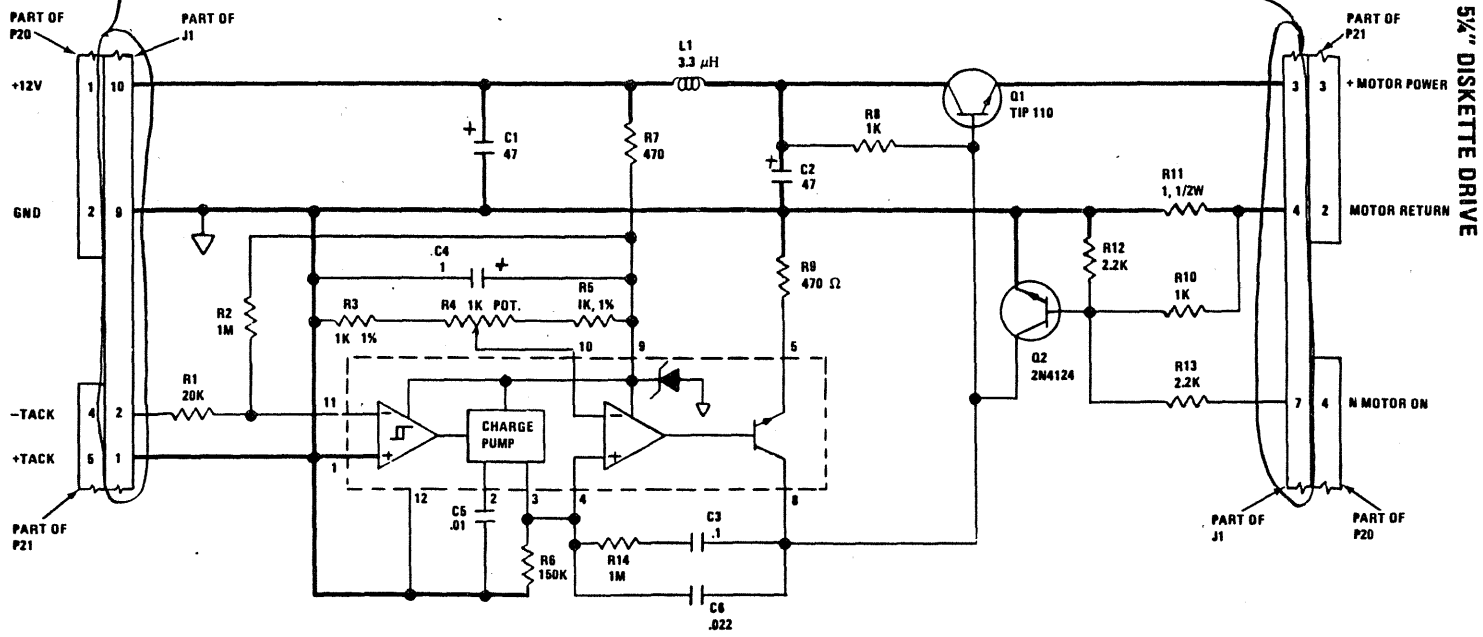 PART OF
P20
PART OF
J1
+12V
1 10
GND
2 9
-TACK
4 2
+TACK
5 1
PART OF
P21
L1
3.3 µH
+
C1
47
R7
470
+
C2
47
R8
1K
Q1
TIP 110
PART OF
P21
3 3
+ MOTOR POWER
R11
1, 1/2W
4 2
MOTOR RETURN
R12
2.2K
R10
1K
Q2
2N4124
R13
2.2K
7 4
N MOTOR ON
PART OF
J1
PART OF
P20
5¼" DISKETTE DRIVE
.C4
1
+
R2
1M
R3
1K 1%
R4 1K POT.
R5
1K, 1%
R9
470 Ω
R1
20K
10
9
5
11
-
+
1
CHARGE
PUMP
-
+
12
2
3
4
8
C5
.01
R6
150K
R14
1M
C3
.1
C6
.022